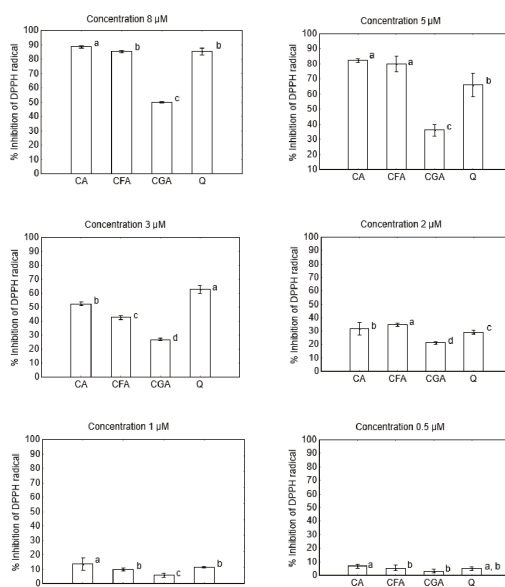 Concentration 8 µM
% Inhibition of DPPH radical
100
90
80
70
60
50
40
30
20
10
0
a
b
c
b
CA CFA CGA Q
Concentration 5 µM
% Inhibition of DPPH radical
100
90
80
70
60
50
40
30
20
10
a
a
b
c
CA CFA CGA Q
Concentration 3 µM
% Inhibition of DPPH radical
100
90
80
70
60
50
40
30
20
10
0
b
c
d
a
CA CFA CGA Q
Concentration 2 µM
% Inhibition of DPPH radical
100
90
80
70
60
50
40
30
20
10
0
b
a
d
c
CA CFA CGA Q
Concentration 1 µM
% Inhibition of DPPH radical
100
90
80
70
60
50
40
30
20
10
a
b
c
b
Concentration 0.5 µM
% Inhibition of DPPH radical
100
90
80
70
60
50
40
30
20
10
0
a
b
b
a, b
CA CFA CGA Q